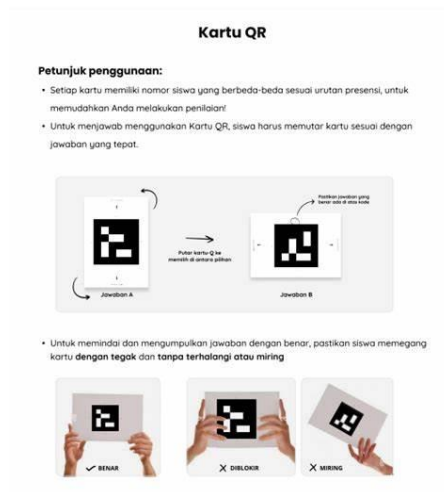 Kartu QR
Petunjuk penggunaan:
• Setiap kartu memiliki nomor siswa yang berbeda-beda sesuai urutan presensi, untuk
memudahkan Anda melakukan penilaian!
• Untuk menjawab menggunakan Kartu QR, siswa harus memutar kartu sesuai dengan
jawaban yang tepat.
Pastikan jawaban yang
benar ada di atas kode
Putar kartu Q ke
memilih di antara pilihan
Jawaban A
Jawaban B
• Untuk memindai dan mengumpulkan jawaban dengan benar, pastikan siswa memegang
kartu dengan tegak dan tanpa terhalangi atau miring
BENAR
DIBLOKIR
MIRING